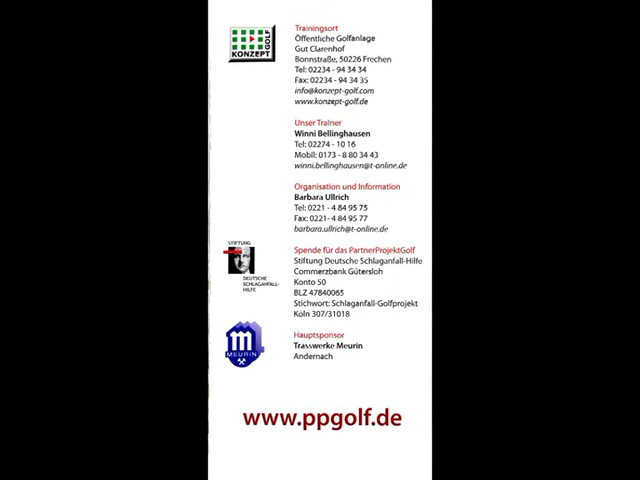 KONZEPT
GOLF
Trainingsort
Öffentliche Golfanlage
Gut Clarenhof
Bonnstraße, 50226 Frechen
Tel: 02234 - 94 34 34
Fax: 02234 - 94 34 35
info@konzept-golf.com
www.konzept-golf.de
Unser Trainer
Winni Bellinghausen
Tel: 02274 - 10 16
Mobil: 0173 - 8 80 34 43
winni.bellinghausen@t-online.de
Organisation und Information
Barbara Ullrich
Tel: 0221 - 4 84 95 75
Fax: 0221- 4 84 95 77
barbara.ullrich@t-online.de
STIFTUNG
DEUTSCHE
SCHLAGANFALL-
HILFE
Spende für das PartnerProjektGolf
Stiftung Deutsche Schlaganfall-Hilfe
Commerzbank Gütersloh
Konto 50
BLZ 47840065
Stichwort: Schlaganfall-Golfprojekt
Köln 307/31018
m
MEURIN
Hauptsponsor
Trasswerke Meurin
Andernach
www.ppgolf.de